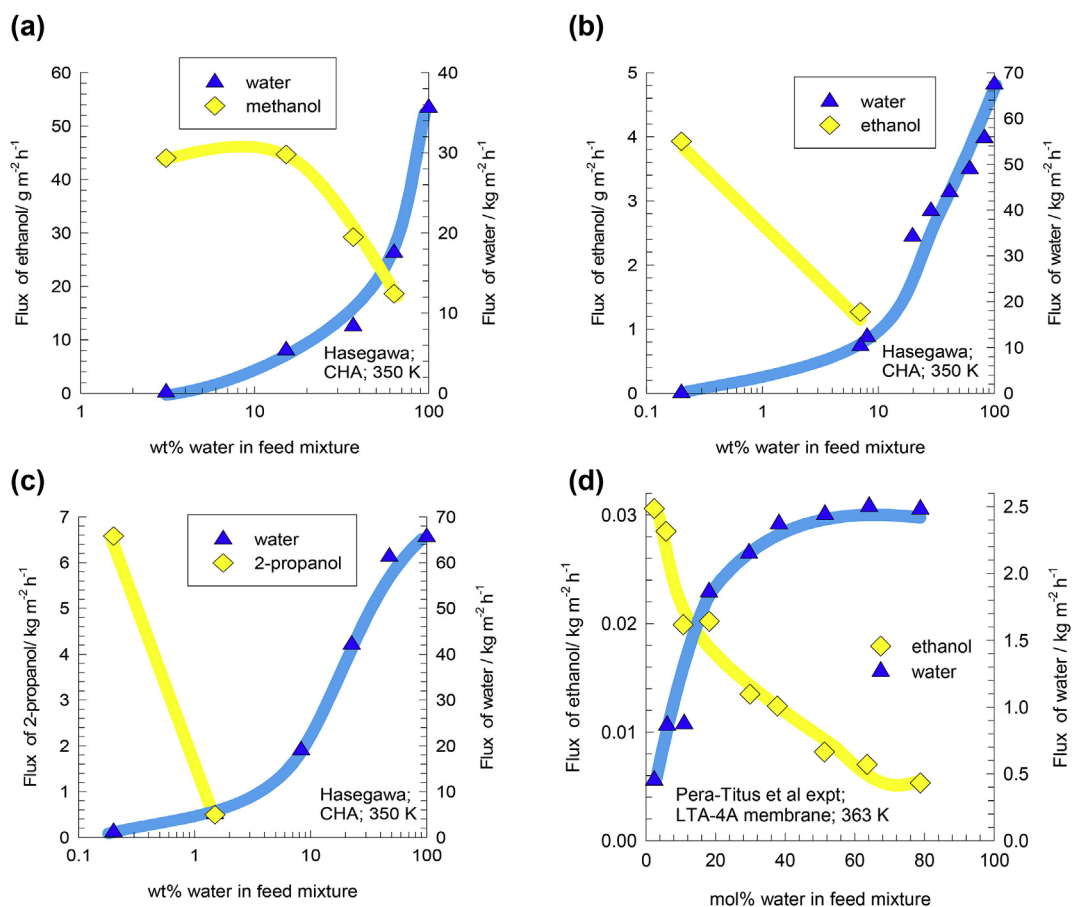 (a)
water
methanol
60
50
40
30
20
10
0
40
30
20
10
0
1
10
100
Flux of ethanol/ g m-2 h-1
Flux of water / kg m-2 h-1
Hasegawa;
CHA; 350 K
wt% water in feed mixture
(b)
water
ethanol
5
4
3
2
1
0
70
60
50
40
30
20
10
0
0.1
1
10
100
Flux of ethanol/ g m-2 h-1
Flux of water / kg m-2 h-1
Hasegawa;
CHA; 350 K
wt% water in feed mixture
(c)
water
2-propanol
7
6
5
4
3
2
1
0
70
60
50
40
30
20
10
0
0.1
1
10
100
Flux of 2-propanol/ kg m-2 h-1
Flux of water / kg m-2 h-1
Hasegawa;
CHA; 350 K
wt% water in feed mixture
(d)
0.03
0.02
0.01
0.00
2.5
2.0
1.5
1.0
0.5
0.0
0
20
40
60
80
100
Flux of ethanol/ kg m-2 h-1
Flux of water / kg m-2 h-1
ethanol
water
Pera-Titus et al expt;
LTA-4A membrane; 363 K
mol% water in feed mixture